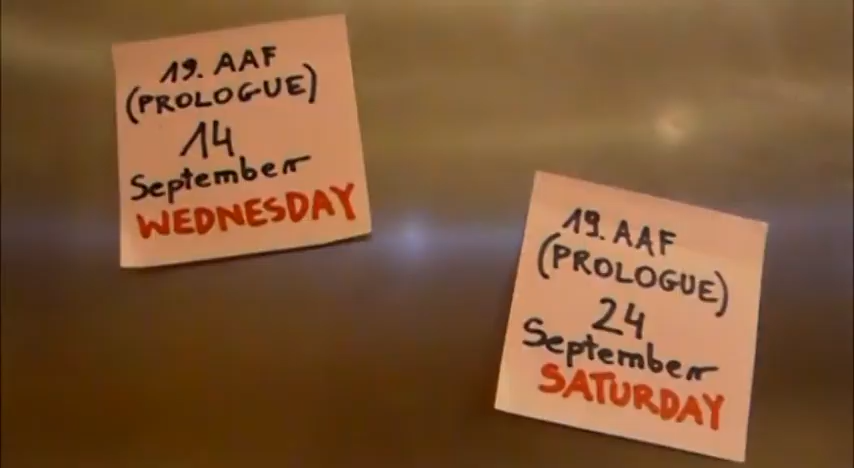 19. AAF
(PROLOGUE)
14
September
WEDNESDAY
19. AAF
(PROLOGUE)
24
September
SATURDAY